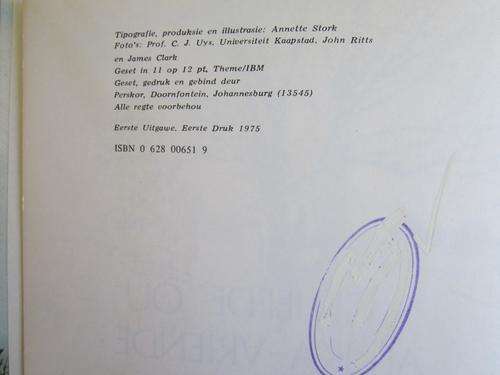 Tipografie, produksie en illustrasie: Annette Stork
Foto's: Prof. C. J. Uys, Universiteit Kaapstad, John Ritts
en James Clark
Geset in 11 op 12 pt, Theme/IBM
Geset, gedruk en gebind deur
Perskor, Doornfontein, Johannesburg (13545)
Alle regte voorbehou
Eerste Uitgawe, Eerste Druk 1975
ISBN 0 628 00651 9